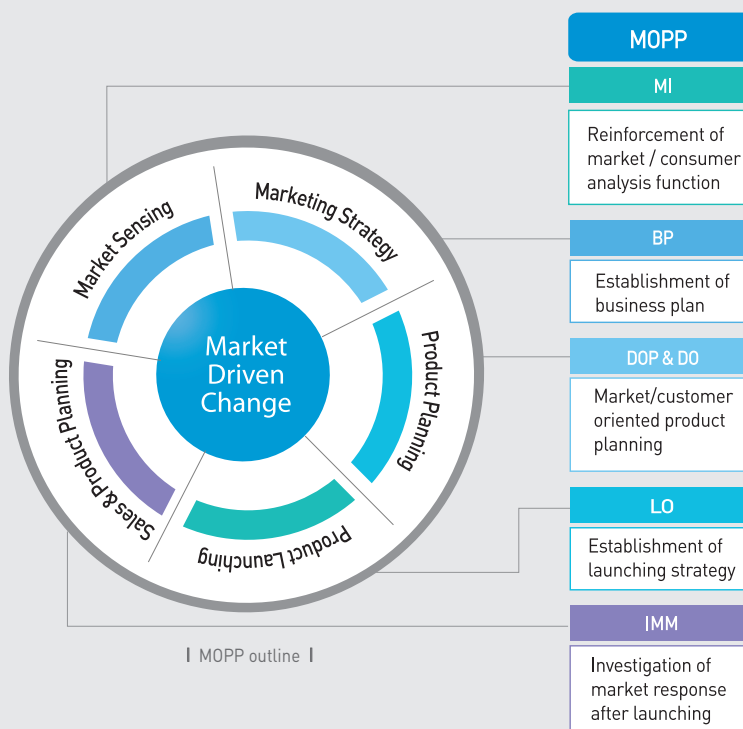 MOPP
MI
Reinforcement of
market / consumer
analysis function
BP
Establishment of
business plan
DOP & DO
Market/customer
oriented product
planning
LO
Establishment of
launching strategy
IMM
Investigation of
market response
after launching
Market Sensing
Marketing Strategy
Product Planning
Product Launching
Sales & Product Planning
Market
Driven
Change
| MOPP outline |